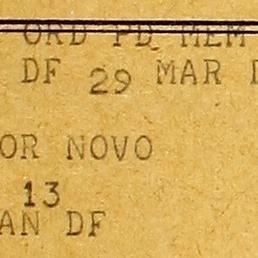 ORD PD MEM
DF 29 MAR
OR NOVO
13
AN DF